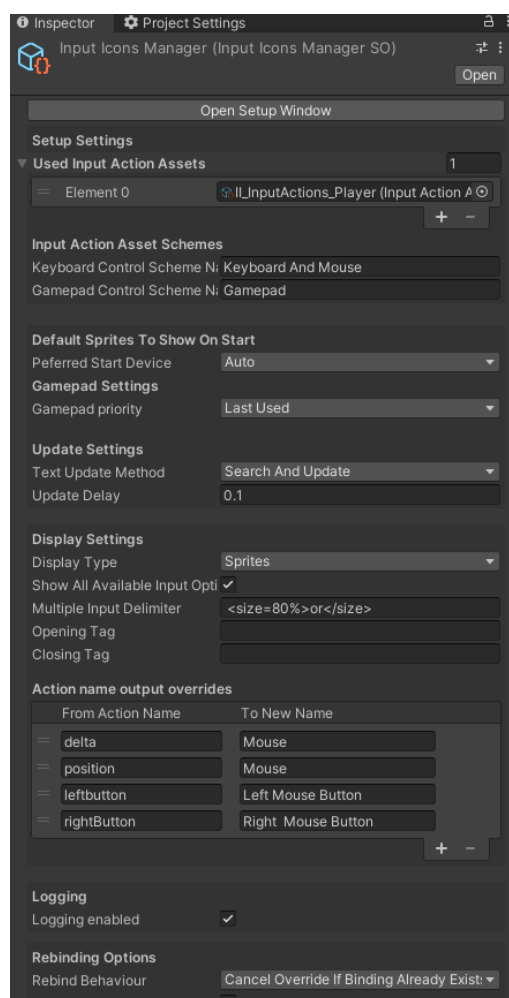 Inspector Project Settings
Input Icons Manager (Input Icons Manager SO)
Open
Open Setup Window
Setup Settings
Used Input Action Assets 1
Element 0 II_InputActions_Player (Input Action A
+ −
Input Action Asset Schemes
Keyboard Control Scheme Na Keyboard And Mouse
Gamepad Control Scheme Na Gamepad
Default Sprites To Show On Start
Peferred Start Device Auto
Gamepad Settings
Gamepad priority Last Used
Update Settings
Text Update Method Search And Update
Update Delay 0.1
Display Settings
Display Type Sprites
Show All Available Input Opti
Multiple Input Delimiter <size=80%>or</size>
Opening Tag
Closing Tag
Action name output overrides
From Action Name To New Name
delta Mouse
position Mouse
leftbutton Left Mouse Button
rightButton Right  Mouse Button
+ −
Logging
Logging enabled
Rebinding Options
Rebind Behaviour Cancel Override If Binding Already Exists